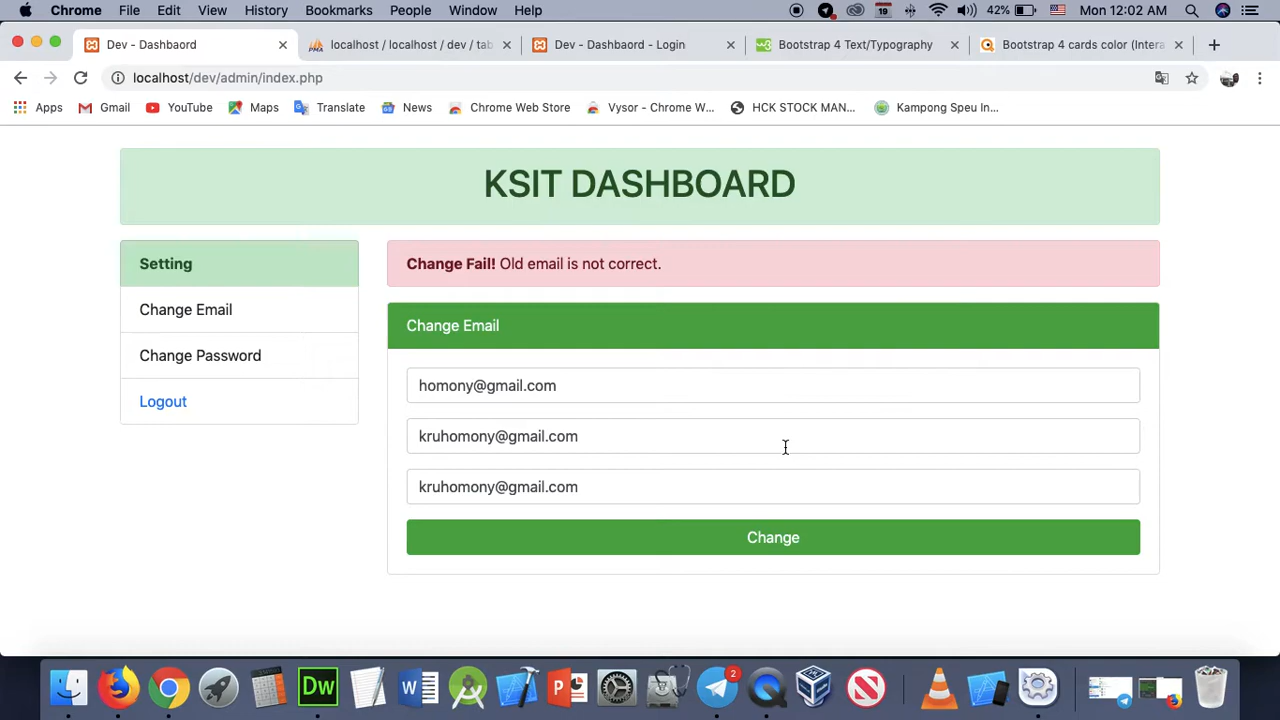 Chrome File Edit View History Bookmarks People Window Help 42% Mon 12:02 AM
Dev - Dashbaord
localhost / localhost / dev / tab
Dev - Dashbaord - Login
Bootstrap 4 Text/Typography
Bootstrap 4 cards color (Intera
localhost/dev/admin/index.php
Apps Gmail YouTube Maps Translate News Chrome Web Store Vysor - Chrome W... HCK STOCK MAN... Kampong Speu In...
KSIT DASHBOARD
Setting
Change Email
Change Password
Logout
Change Fail! Old email is not correct.
Change Email
homony@gmail.com
kruhomony@gmail.com
kruhomony@gmail.com
Change
Dw
2